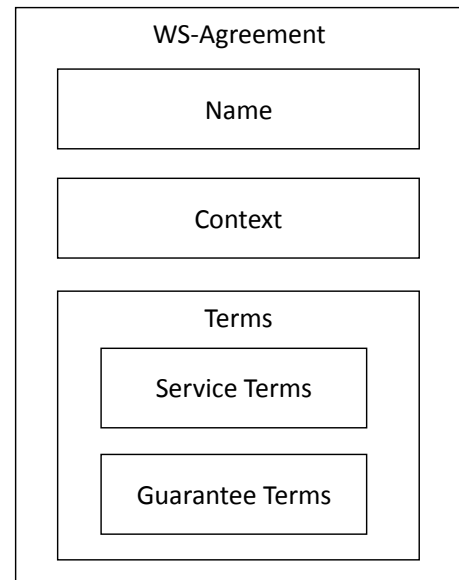 WS-Agreement
Name
Context
Terms
Service Terms
Guarantee Terms